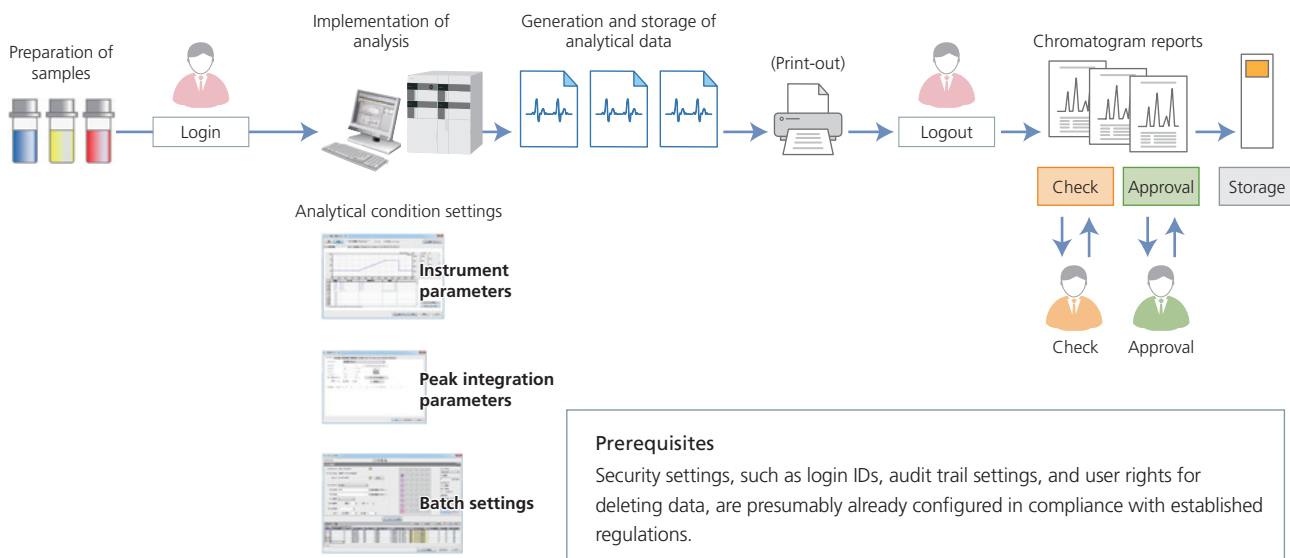 Preparation of
samples
Login
Implementation of
analysis
Generation and storage of
analytical data
(Print-out)
Logout
Chromatogram reports
Check
Approval
Storage
Check
Approval
Analytical condition settings
Instrument
parameters
Peak integration
parameters
Batch settings
Prerequisites
Security settings, such as login IDs, audit trail settings, and user rights for
deleting data, are presumably already configured in compliance with established
regulations.